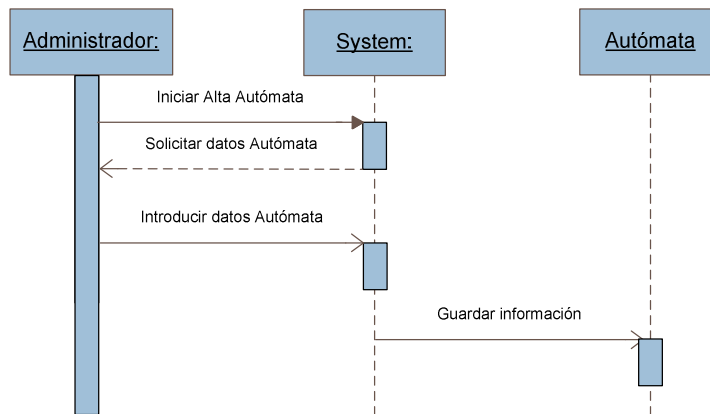 Administrador:
System:
Autómata
Iniciar Alta Autómata
Solicitar datos Autómata
Introducir datos Autómata
Guardar información